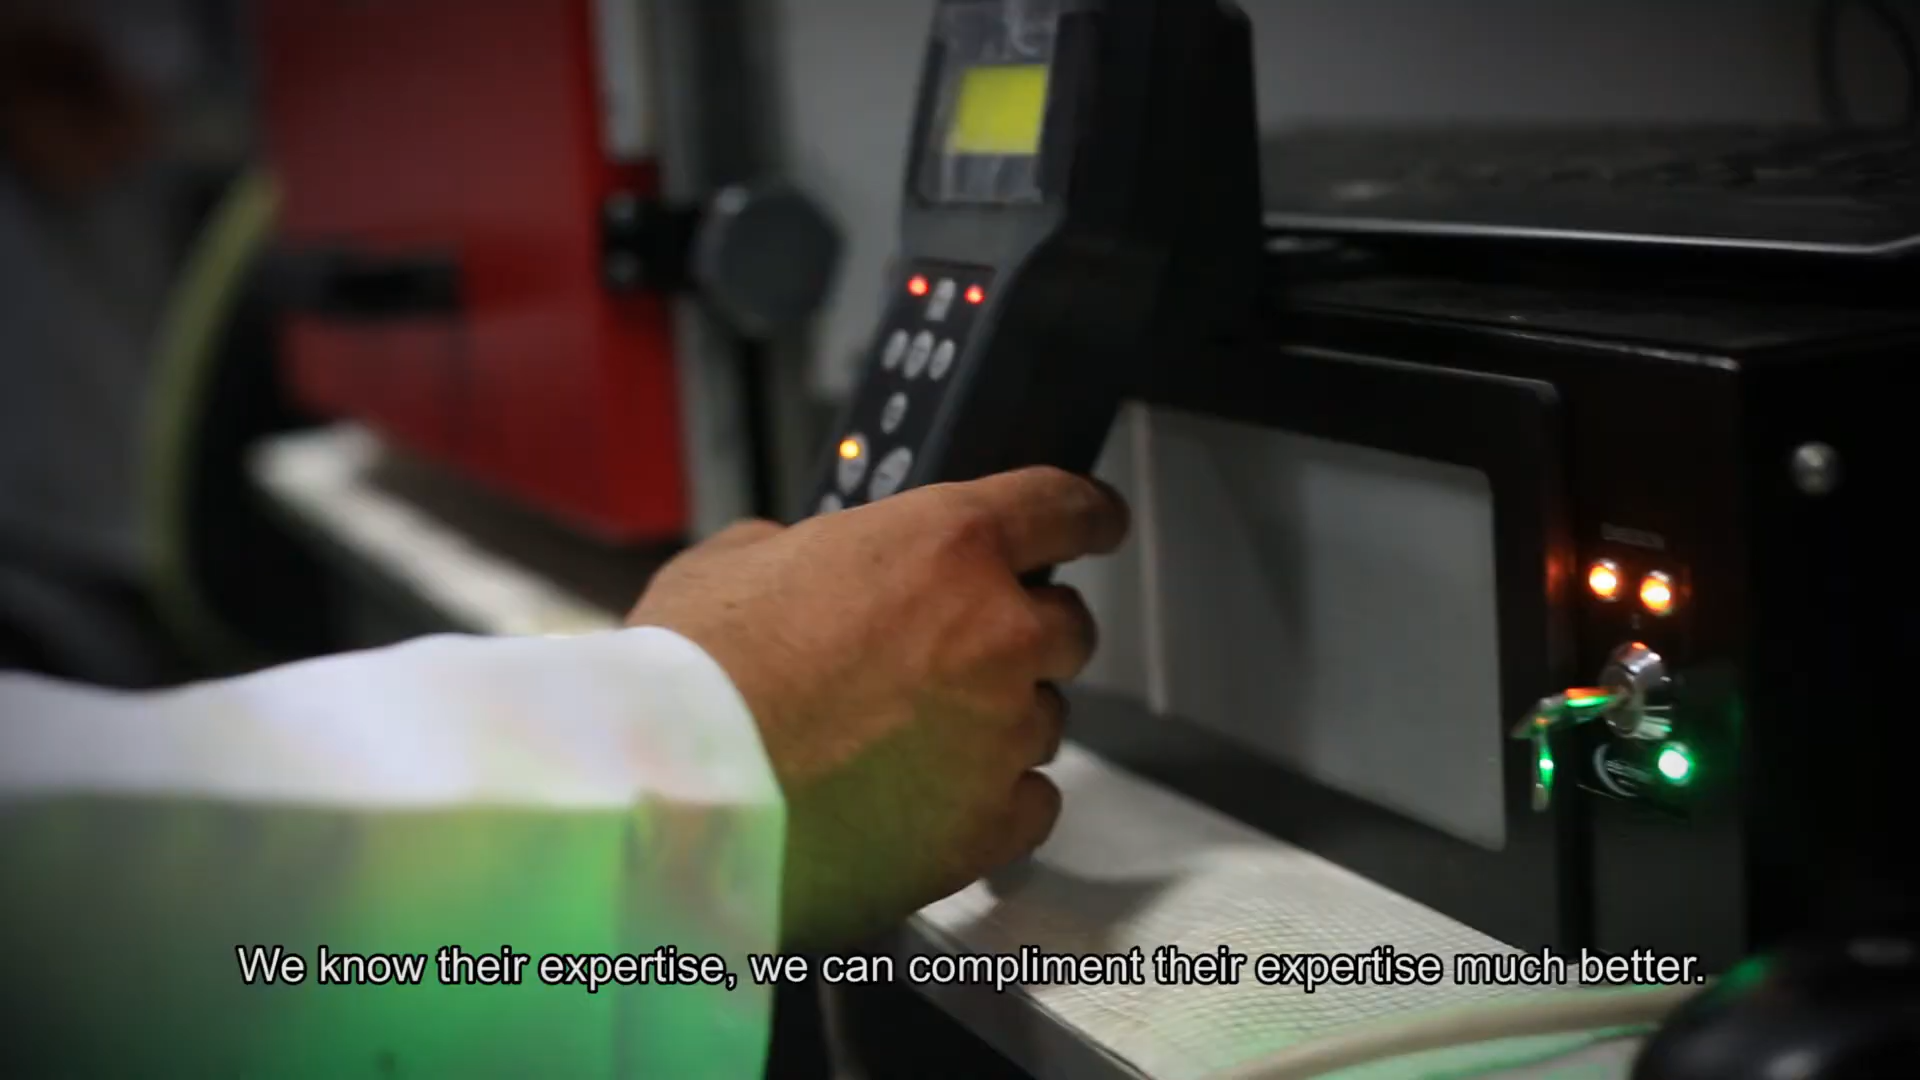 We know their expertise, we can compliment their expertise much better.